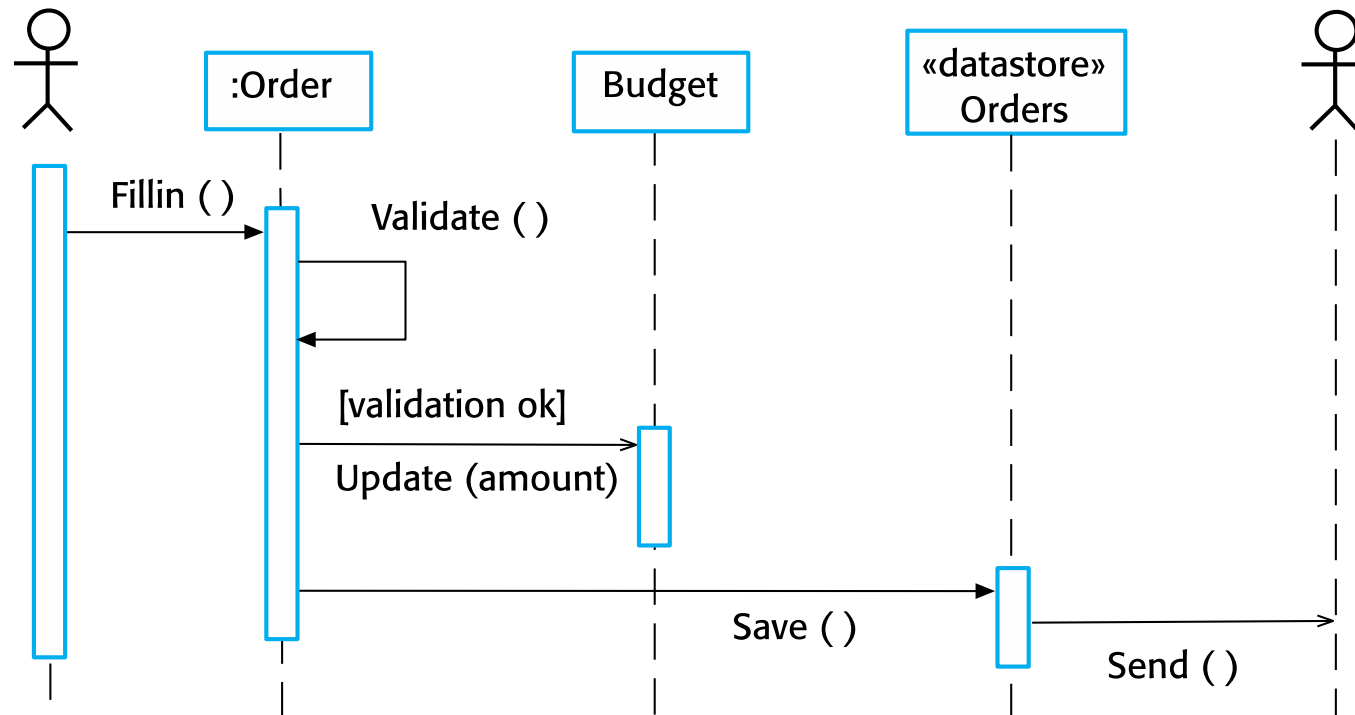 :Order
Budget
«datastore»
Orders
Fillin ( )
Validate ( )
[validation ok]
Update (amount)
Save ( )
Send ( )